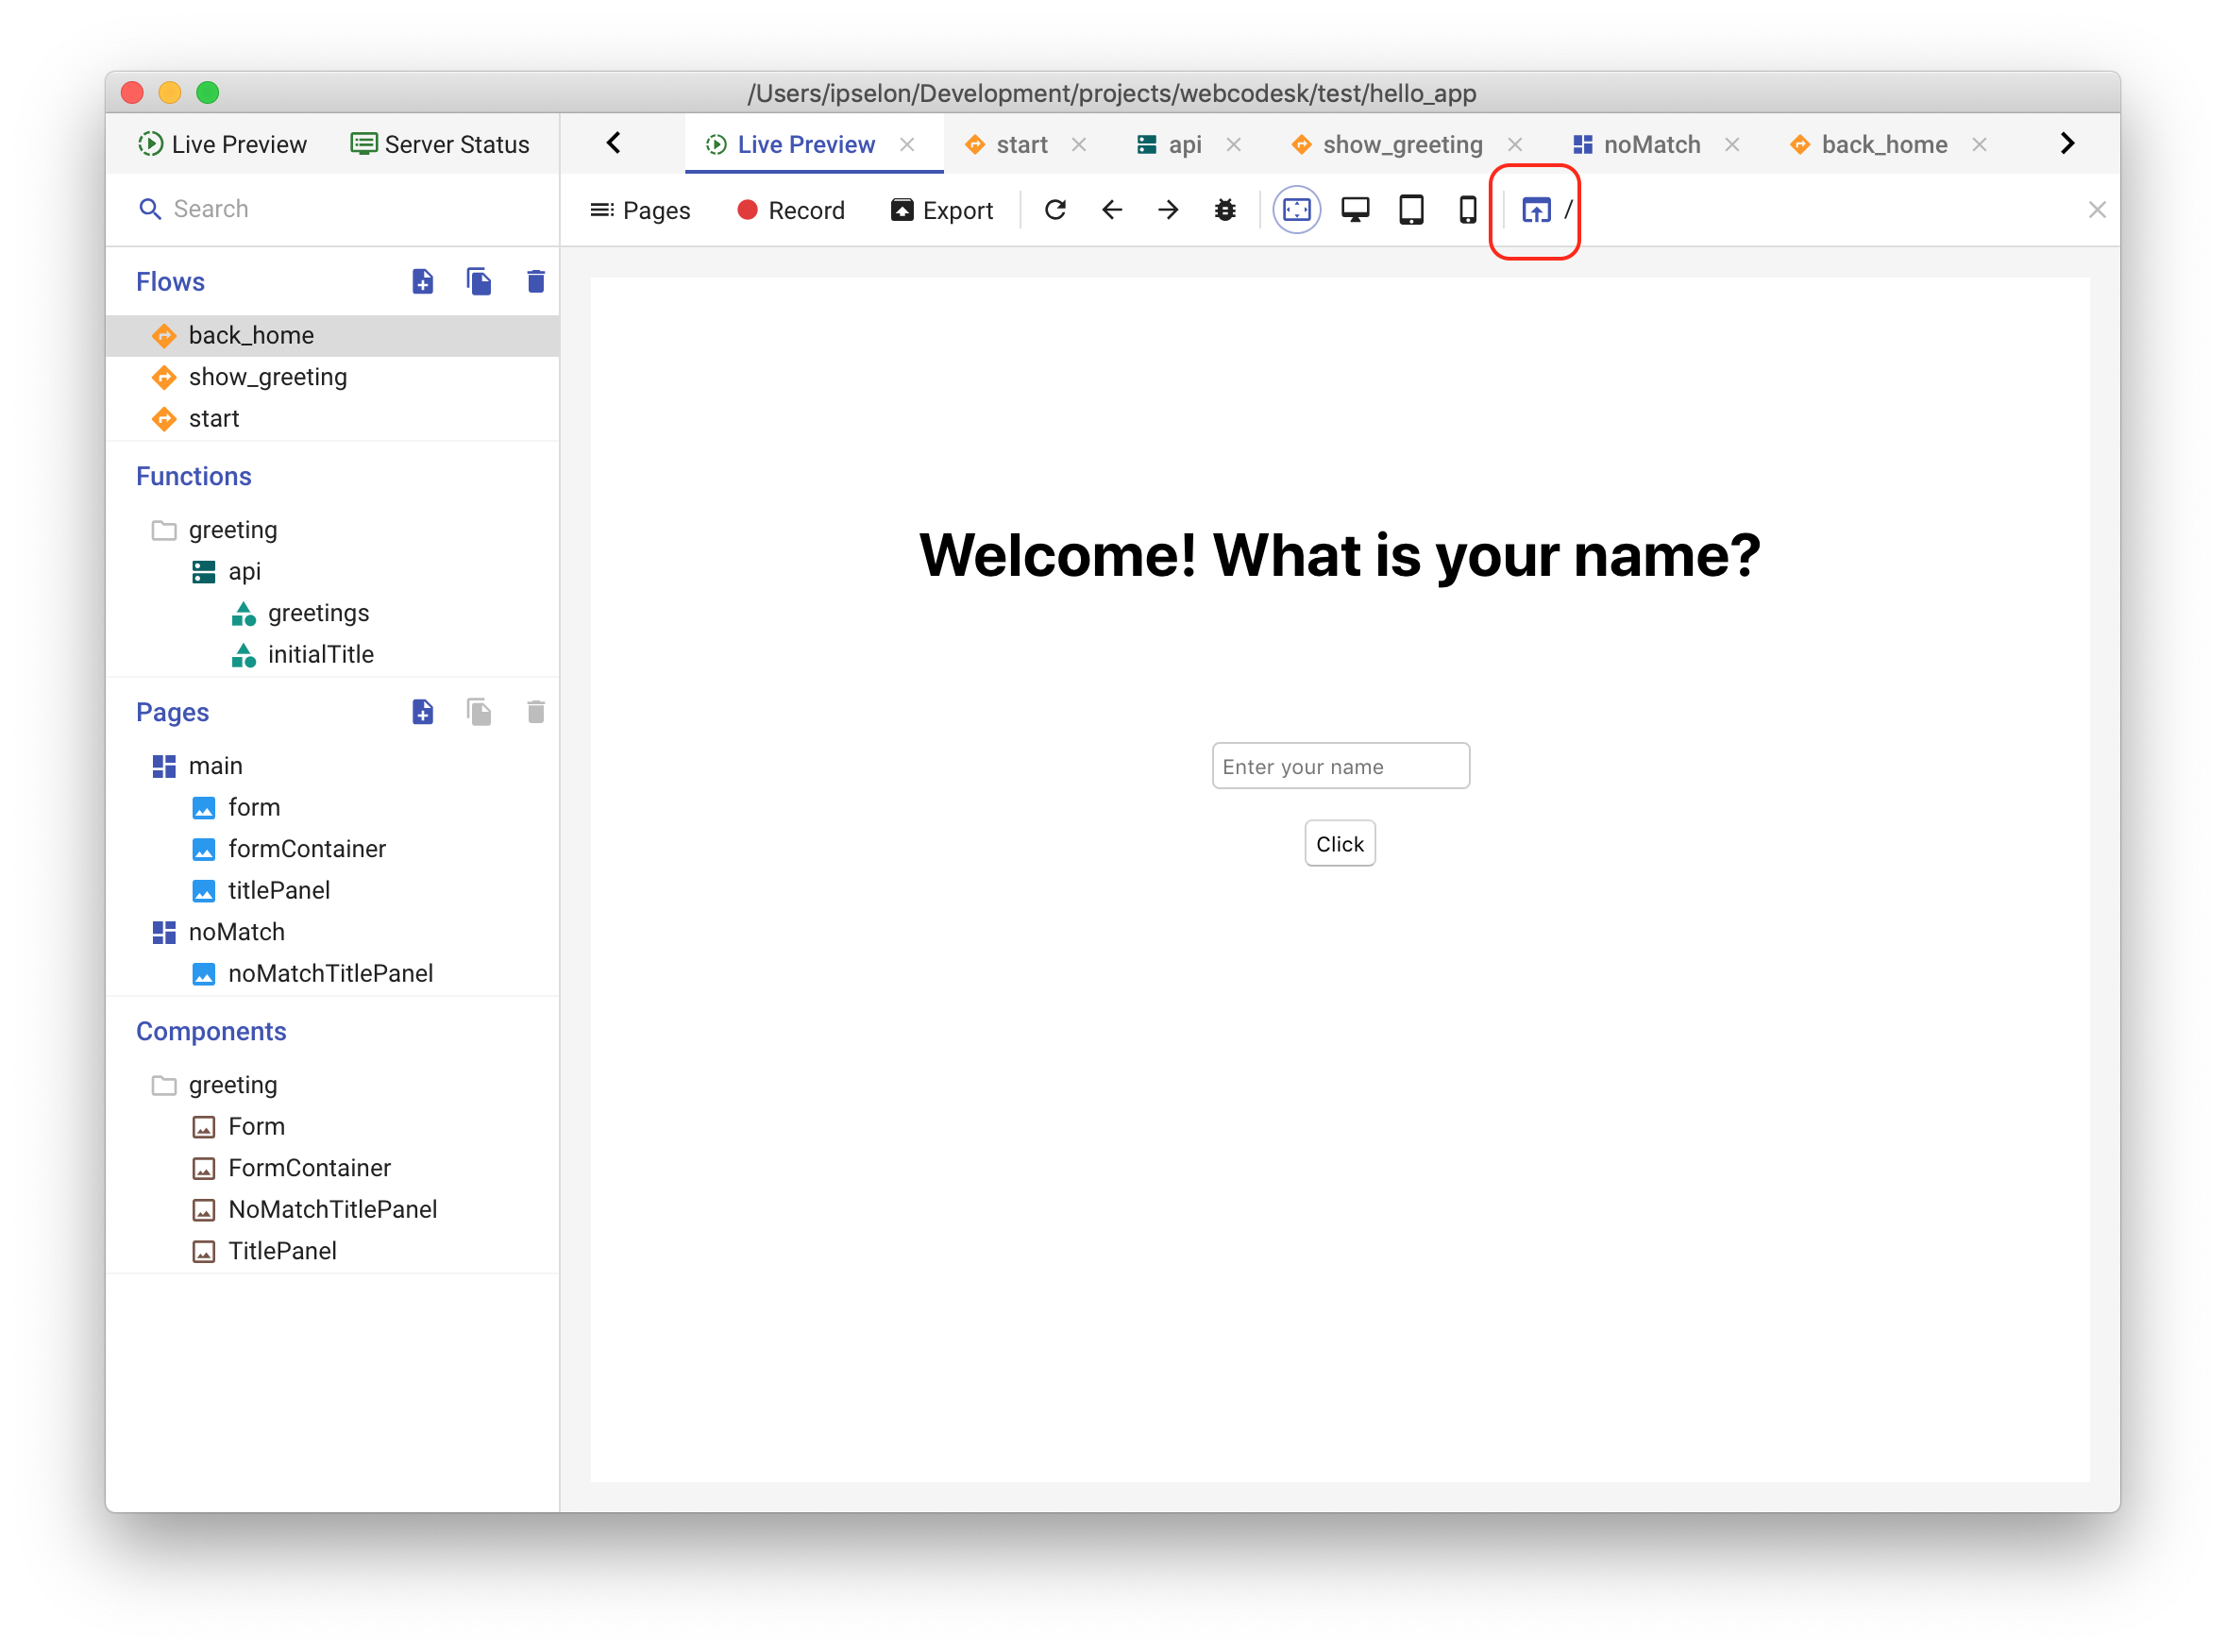 /Users/ipselon/Development/projects/webcodesk/test/hello_app
Live Preview Server Status
Live Preview start api show_greeting noMatch back_home
Search
Pages Record Export /
Flows
back_home
show_greeting
start
Functions
greeting
api
greetings
initialTitle
Pages
main
form
formContainer
titlePanel
noMatch
noMatchTitlePanel
Components
greeting
Form
FormContainer
NoMatchTitlePanel
TitlePanel
Welcome! What is your name?
Enter your name
Click